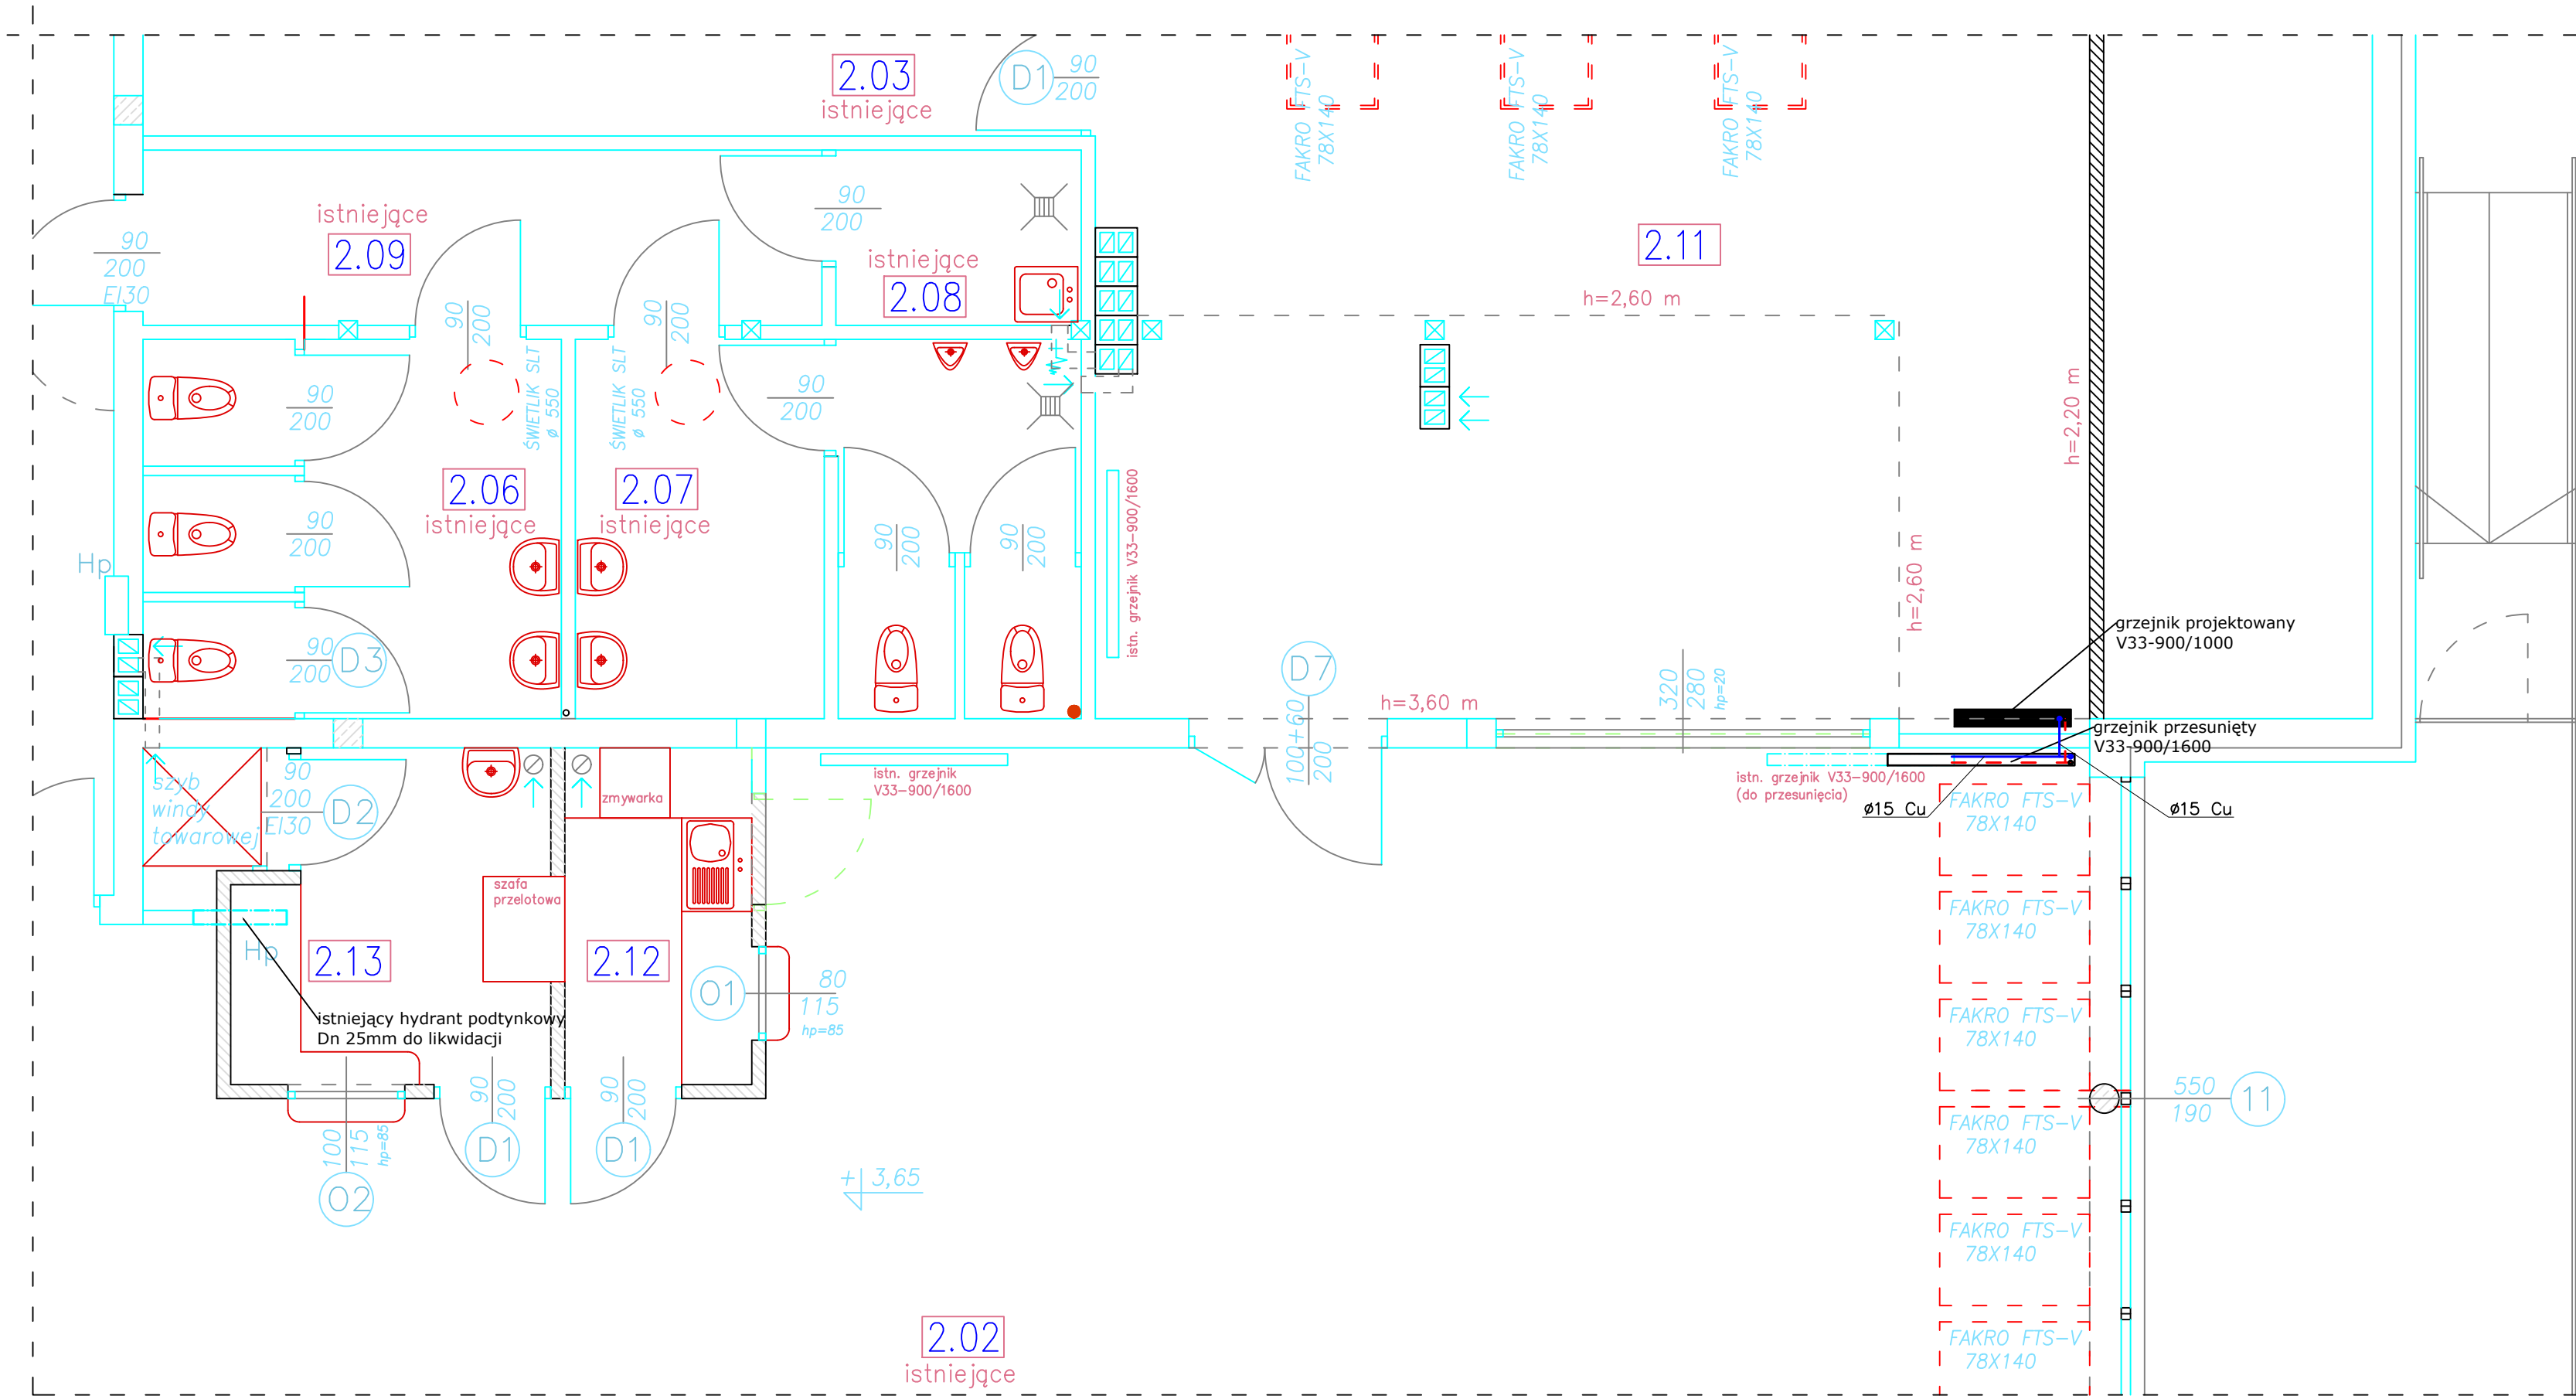 2.03
istniejące
D1
90
200
FAKRO FTS-V
78X140
FAKRO FTS-V
78X140
FAKRO FTS-V
78X140
90
200
EI30
istniejące
2.09
90
200
istniejące
2.08
2.11
h=2,60 m
90
200
90
200
ŚWIETLIK SLT
ø 550
ŚWIETLIK SLT
ø 550
90
200
90
200
h=2,20 m
2.06
istniejące
2.07
istniejące
90
200
90
200
90
200
istn. grzejnik V33-900/1600
h=2,60 m
Hp
90
200
D3
D7
100+60
200
h=3,60 m
320
280
hp=20
grzejnik projektowany
V33-900/1000
grzejnik przesunięty
V33-900/1600
szyb
windy
towarowej
90
200
EI30
D2
zmywarka
istn. grzejnik
V33-900/1600
istn. grzejnik V33-900/1600
(do przesunięcia)
ø15 Cu
ø15 Cu
FAKRO FTS-V
78X140
szafa
przelotowa
FAKRO FTS-V
78X140
Hp
2.13
2.12
O1
80
115
hp=85
istniejący hydrant podtynkowy
Dn 25mm do likwidacji
FAKRO FTS-V
78X140
90
200
D1
90
200
D1
100
115
hp=85
O2
550
190
11
FAKRO FTS-V
78X140
+ 3,65
FAKRO FTS-V
78X140
2.02
istniejące
FAKRO FTS-V
78X140